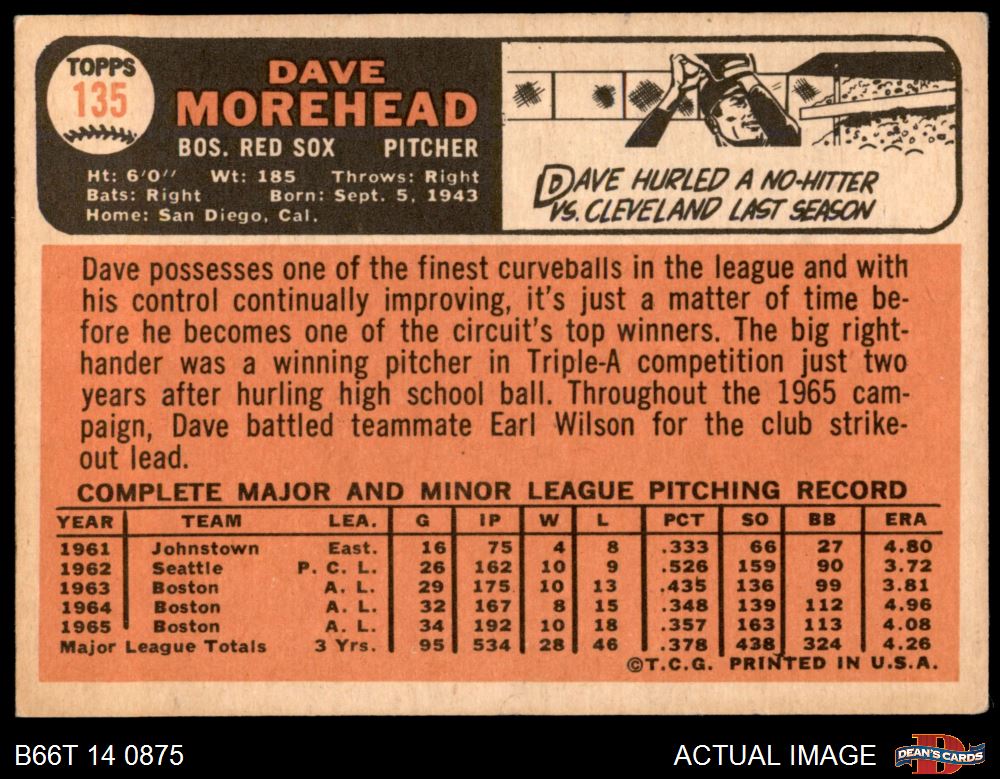 TOPPS
135
DAVE
MOREHEAD
BOS. RED SOX PITCHER
Ht: 6'0" Wt: 185 Throws: Right
Bats: Right Born: Sept. 5, 1943
Home: San Diego, Cal.
DAVE HURLED A NO-HITTER
VS. CLEVELAND LAST SEASON
Dave possesses one of the finest curveballs in the league and with
his control continually improving, it's just a matter of time be-
fore he becomes one of the circuit's top winners. The big right-
hander was a winning pitcher in Triple-A competition just two
years after hurling high school ball. Throughout the 1965 cam-
paign, Dave battled teammate Earl Wilson for the club strike-
out lead.
COMPLETE MAJOR AND MINOR LEAGUE PITCHING RECORD
YEAR TEAM LEA. G IP W L PCT SO BB ERA
1961 Johnstown East. 16 75 4 8 .333 66 27 4.80
1962 Seattle P. C. L. 26 162 10 9 .526 159 90 3.72
1963 Boston A. L. 29 175 10 13 .435 136 99 3.81
1964 Boston A. L. 32 167 8 15 .348 139 112 4.96
1965 Boston A. L. 34 192 10 18 .357 163 113 4.08
Major League Totals 3 Yrs. 95 534 28 46 .378 438 324 4.26
©T.C.G. PRINTED IN U.S.A.
B66T 14 0875 ACTUAL IMAGE
D
DEAN'S CARDS